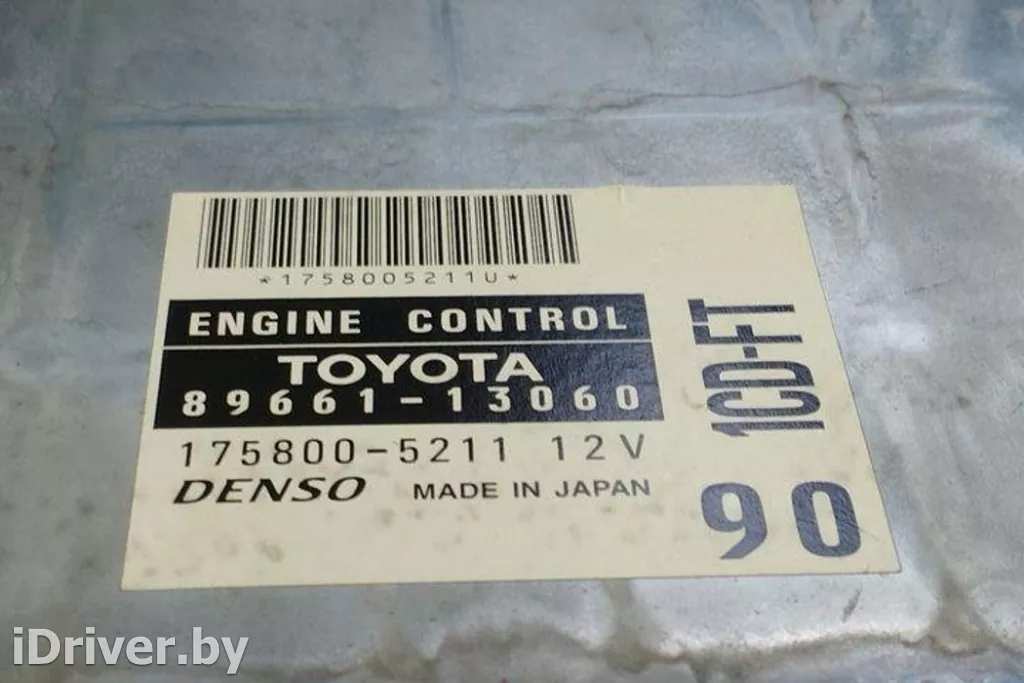 *1758005211U*
ENGINE CONTROL
TOYOTA
89661-13060
175800-5211 12V
DENSO MADE IN JAPAN
1CD-FT
90
iDriver.by